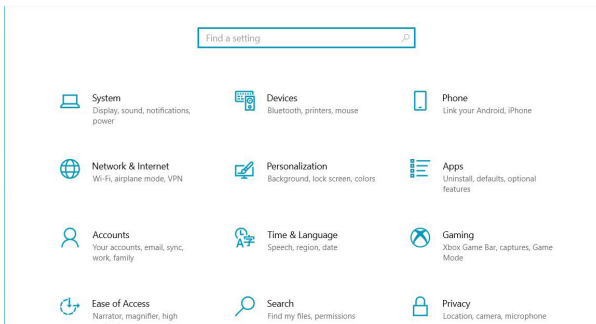 Find a setting
System
Display, sound, notifications,
power
Devices
Bluetooth, printers, mouse
Phone
Link your Android, iPhone
Network & Internet
Wi-Fi, airplane mode, VPN
Personalization
Background, lock screen, colors
Apps
Uninstall, defaults, optional
features
Accounts
Your accounts, email, sync,
work, family
Time & Language
Speech, region, date
Gaming
Xbox Game Bar, captures, Game
Mode
Ease of Access
Narrator, magnifier, high
Search
Find my files, permissions
Privacy
Location, camera, microphone